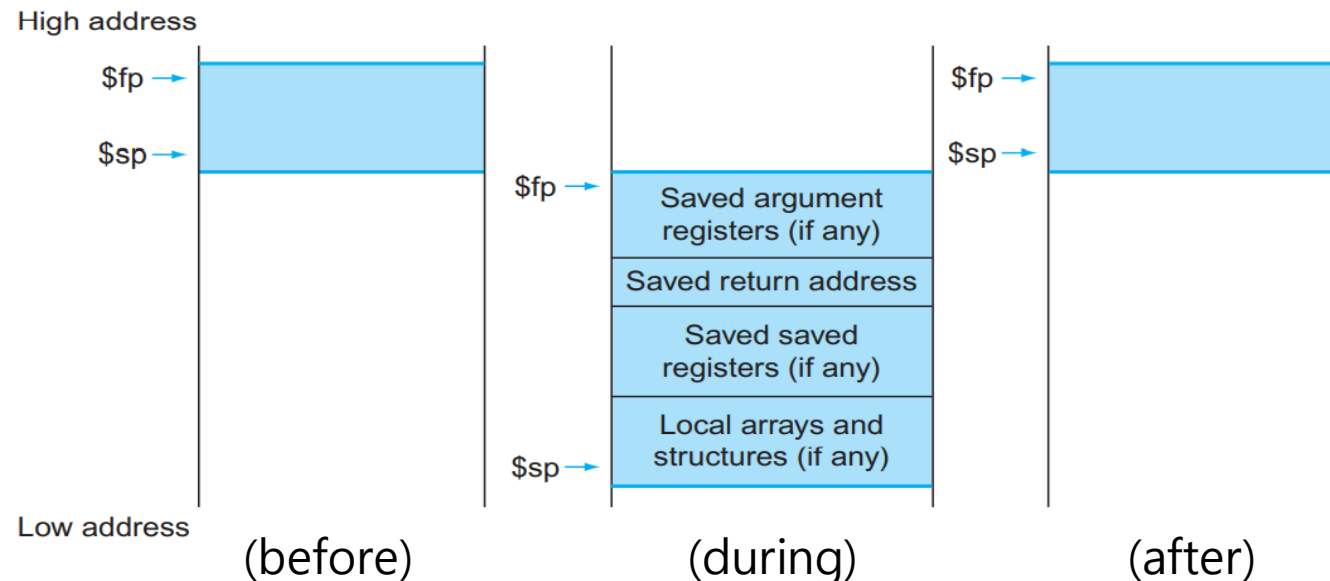 High address
$fp
$sp
$fp
Saved argument
registers (if any)
Saved return address
Saved saved
registers (if any)
Local arrays and
structures (if any)
$sp
$fp
$sp
Low address
(before)
(during)
(after)